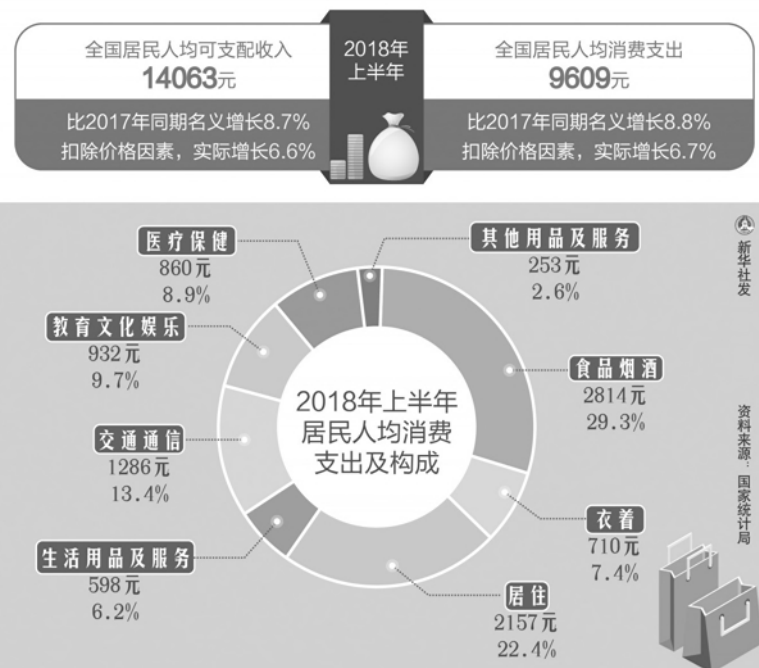 2018年
上半年
全国居民人均可支配收入
14063元
比2017年同期名义增长8.7%
扣除价格因素，实际增长6.6%
全国居民人均消费支出
9609元
比2017年同期名义增长8.8%
扣除价格因素，实际增长6.7%
2018年上半年
居民人均消费
支出及构成
其他用品及服务
253元
2.6%
食品烟酒
2814元
29.3%
衣着
710元
7.4%
居住
2157元
22.4%
生活用品及服务
598元
6.2%
交通通信
1286元
13.4%
教育文化娱乐
932元
9.7%
医疗保健
860元
8.9%
新华社发
资料来源：国家统计局